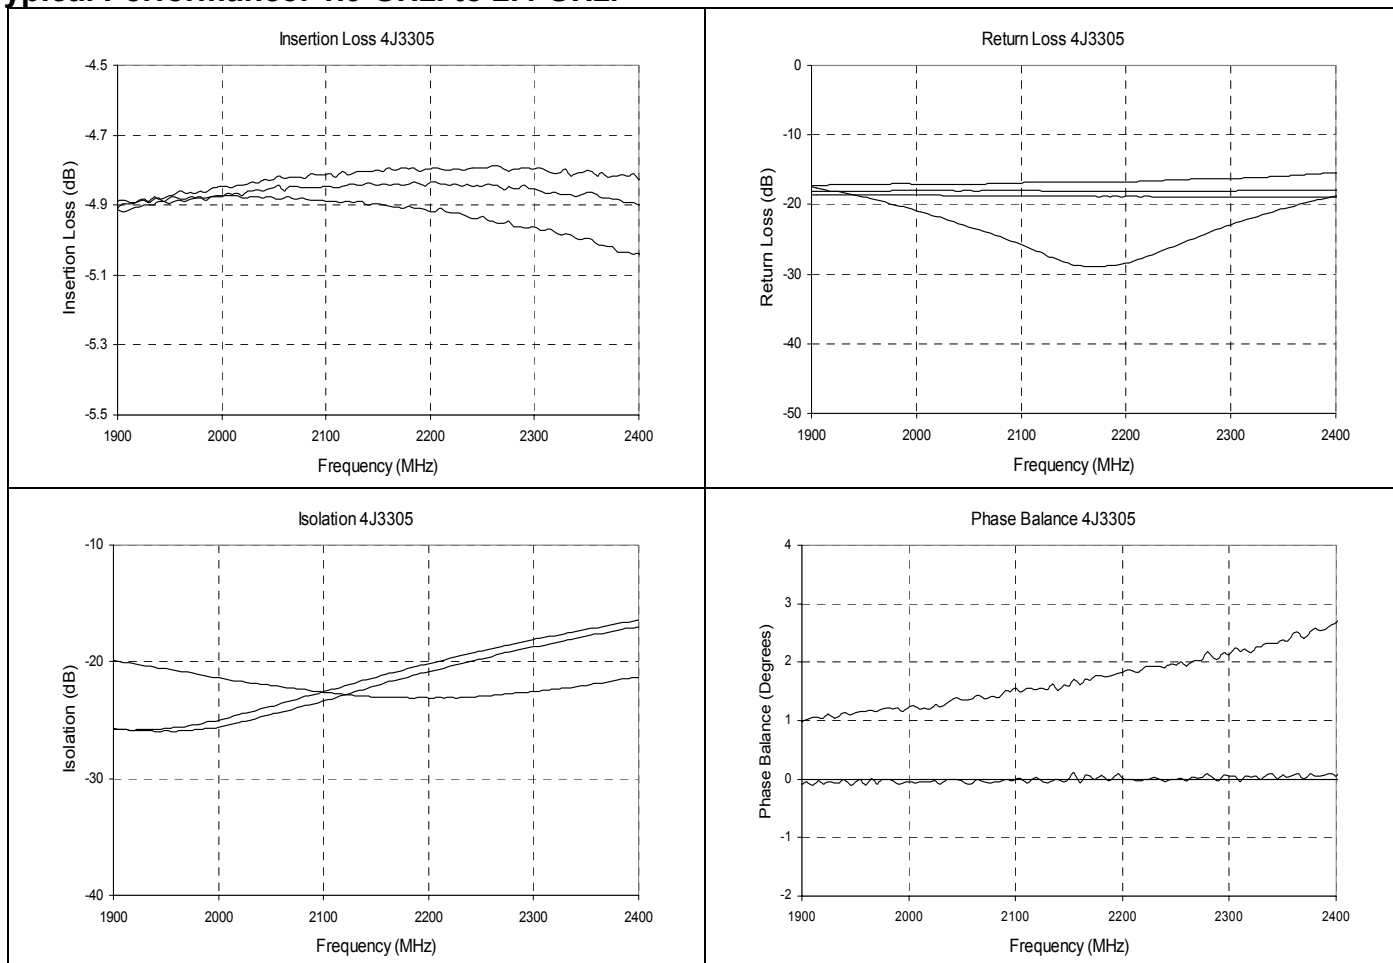 Insertion Loss 4J3305
-4.5
-4.7
-4.9
-5.1
-5.3
-5.5
Insertion Loss (dB)
1900 2000 2100 2200 2300 2400
Frequency (MHz)
Return Loss 4J3305
0
-10
-20
-30
-40
-50
Return Loss (dB)
1900 2000 2100 2200 2300 2400
Frequency (MHz)
Isolation 4J3305
-10
-20
-30
-40
Isolation (dB)
1900 2000 2100 2200 2300 2400
Frequency (MHz)
Phase Balance 4J3305
4
3
2
1
0
-1
-2
Phase Balance (Degrees)
1900 2000 2100 2200 2300 2400
Frequency (MHz)